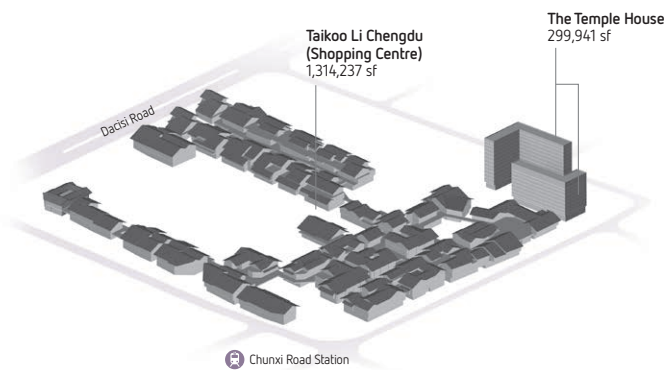 The Temple House
299,941 sf
Taikoo Li Chengdu
(Shopping Centre)
1,314,237 sf
Dacisi Road
Chunxi Road Station